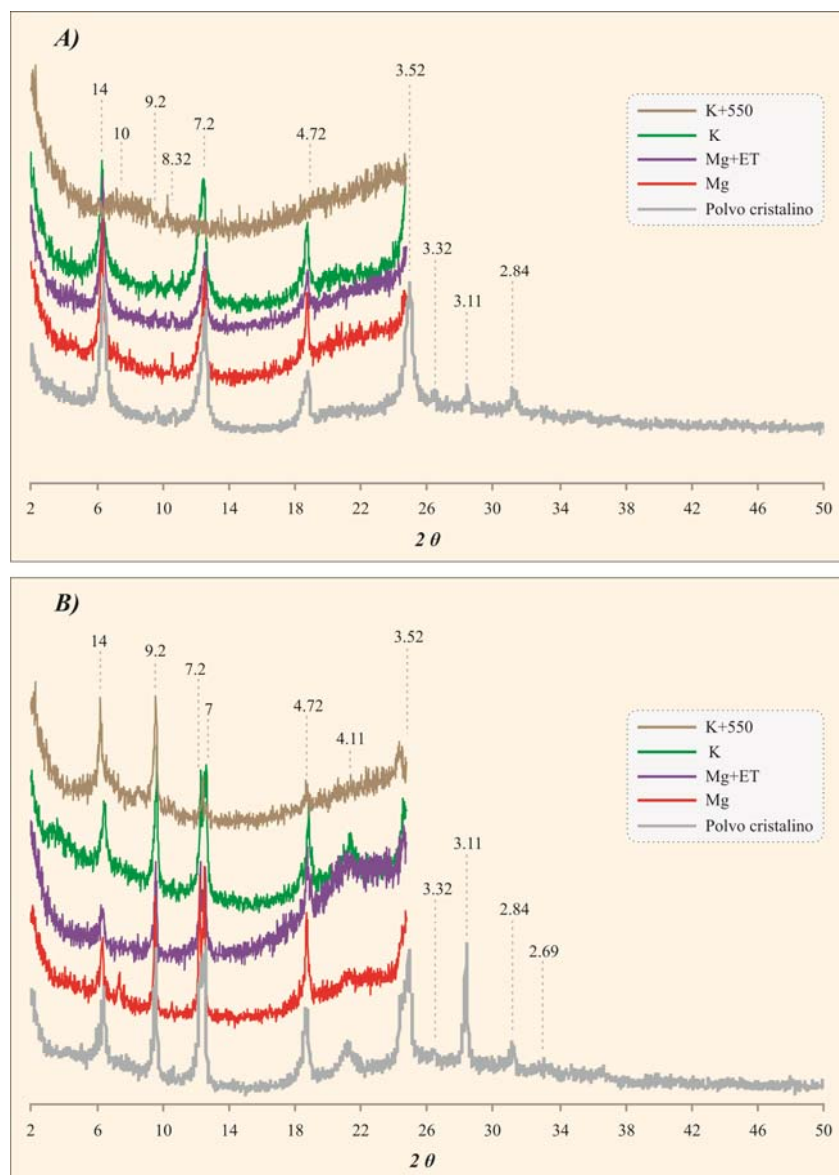 A)
14
10
9.2
8.32
7.2
4.72
3.52
3.32
3.11
2.84
K+550
K
Mg+ET
Mg
Polvo cristalino
2 6 10 14 18 22 26 30 34 38 42 46 50
2 θ
B)
14
9.2
7.2
7
4.72
4.11
3.52
3.32
3.11
2.84
2.69
K+550
K
Mg+ET
Mg
Polvo cristalino
2 6 10 14 18 22 26 30 34 38 42 46 50
2 θ